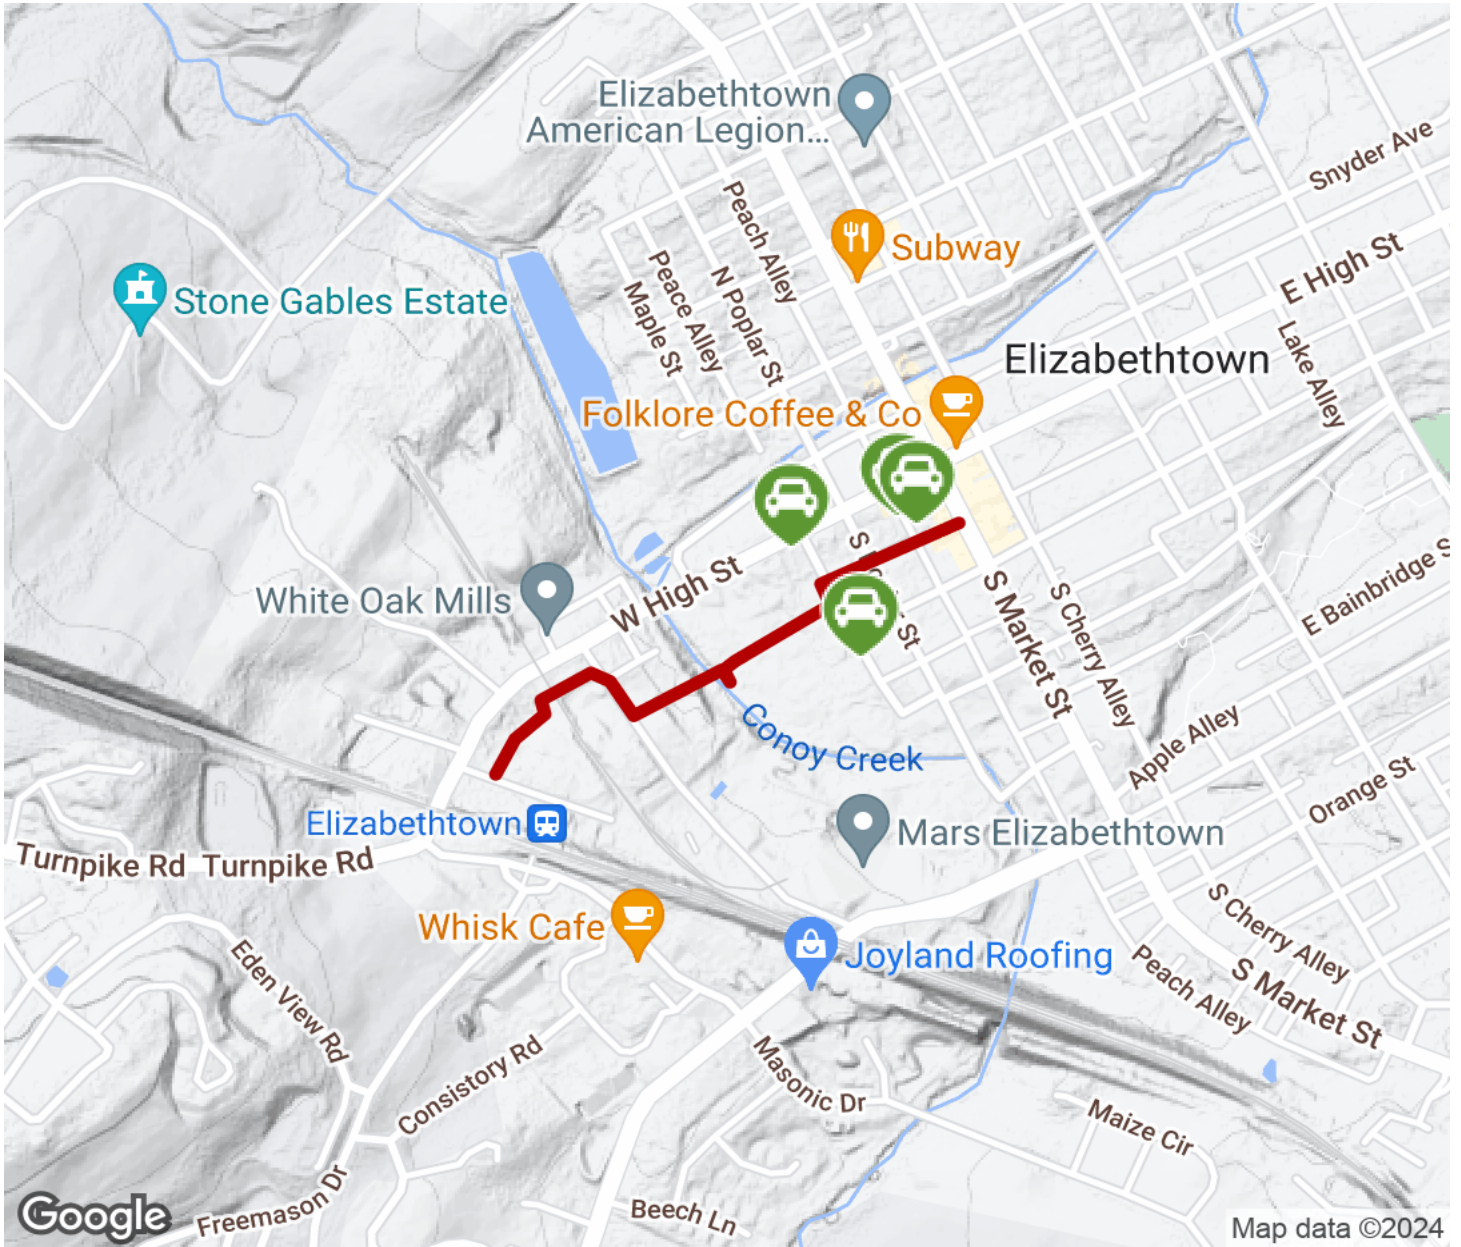 Elizabethtown
American Legion...
Snyder Ave
Peach Alley
Subway
E High St
Peace Alley
N Poplar St
Maple St
Stone Gables Estate
Lake Alley
Elizabethtown
Folklore Coffee & Co
W High St
White Oak Mills
S Market St
S Cherry Alley
E Bainbridge S
Conoy Creek
Apple Alley
Orange St
Elizabethtown
Mars Elizabethtown
Turnpike Rd
Turnpike Rd
Whisk Cafe
S Cherry Alley
Joyland Roofing
Peach Alley
S Market St
Eden View Rd
Consistory Rd
Masonic Dr
Maize Cir
Freemason Dr
Beech Ln
Google
Map data ©2024